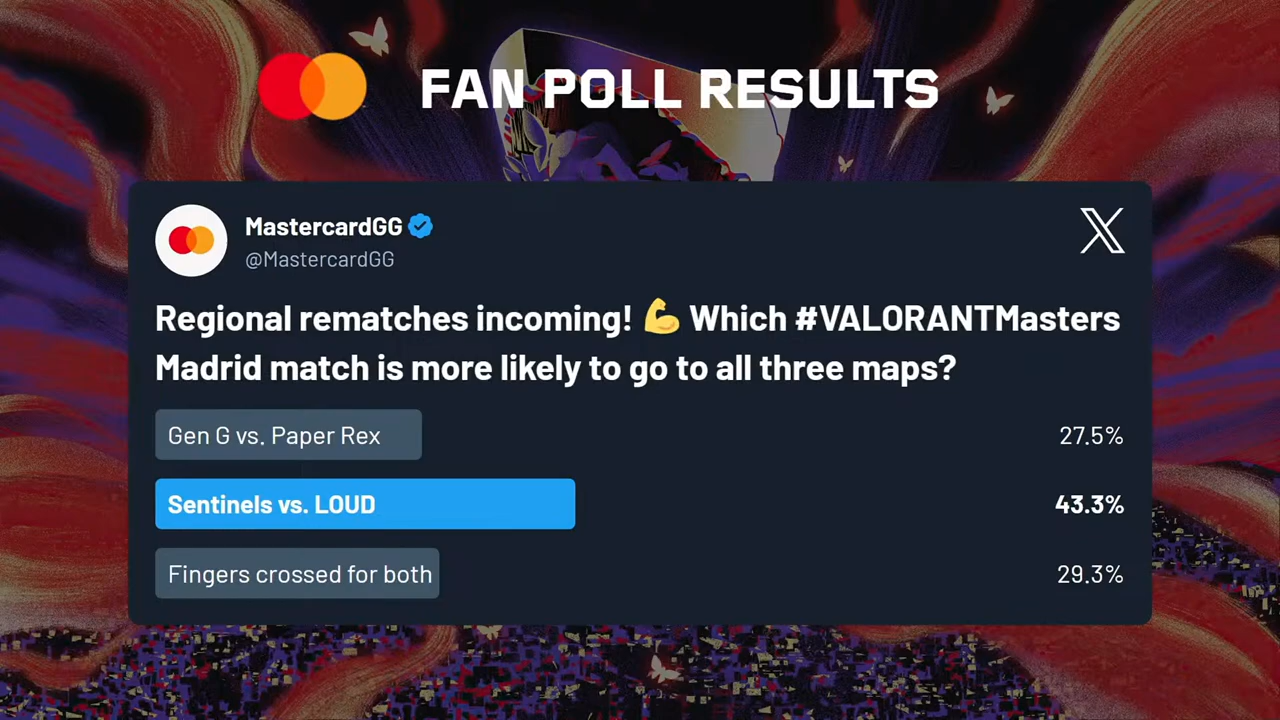 FAN POLL RESULTS
MastercardGG
@MastercardGG
Regional rematches incoming! 💪 Which #VALORANTMasters
Madrid match is more likely to go to all three maps?
Gen G vs. Paper Rex 27.5%
Sentinels vs. LOUD 43.3%
Fingers crossed for both 29.3%